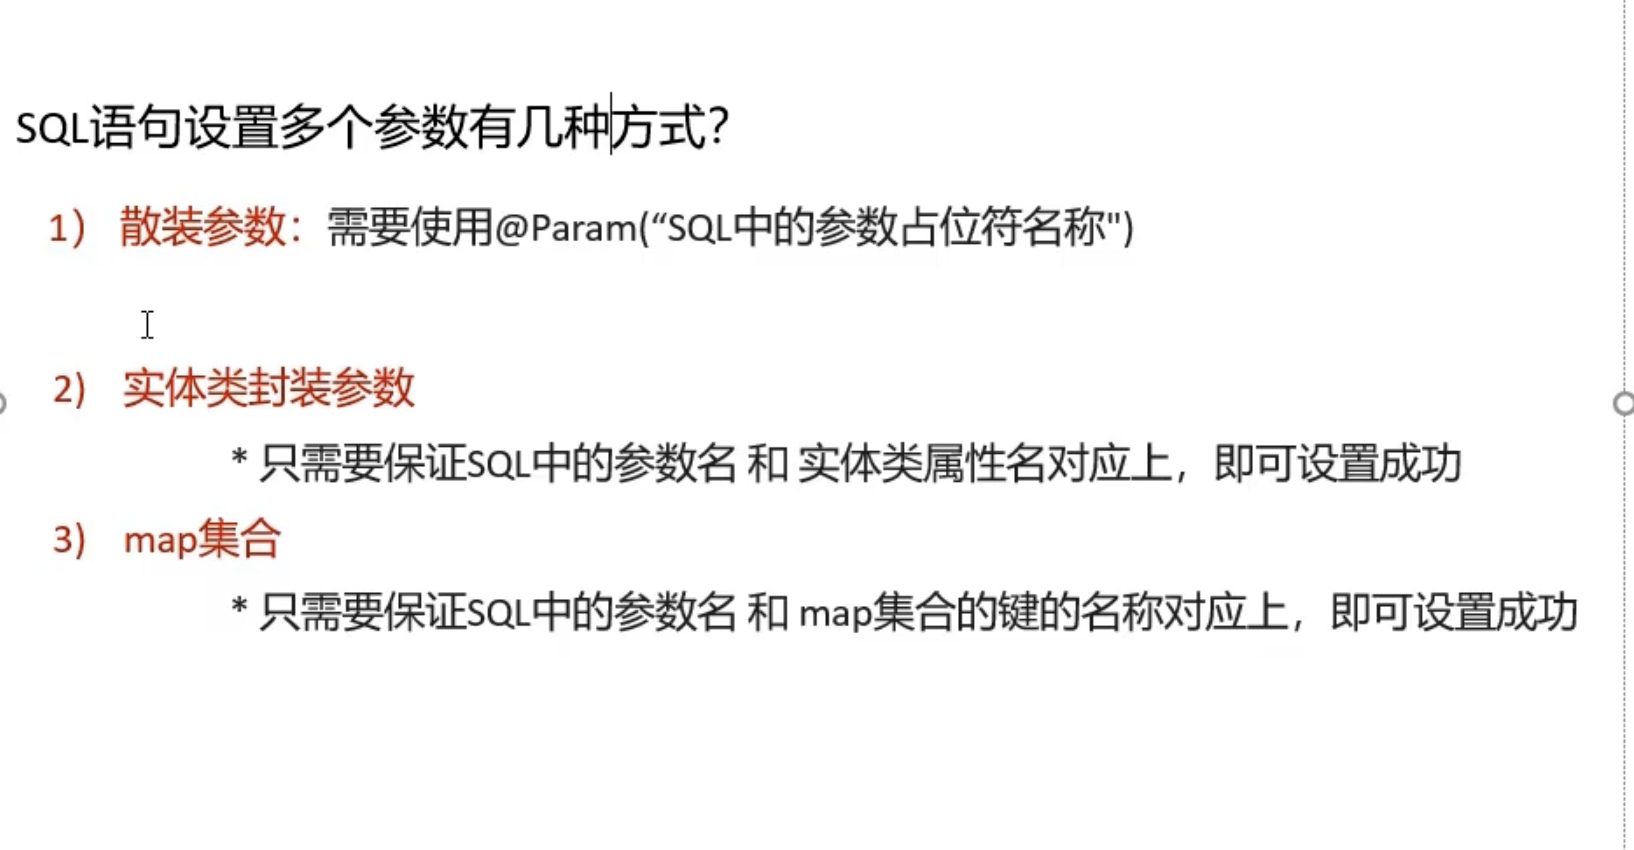 SQL语句设置多个参数有几种方式？
1） 散装参数：需要使用@Param(“SQL中的参数占位符名称")
2) 实体类封装参数
* 只需要保证SQL中的参数名 和 实体类属性名对应上，即可设置成功
3) map集合
* 只需要保证SQL中的参数名 和 map集合的键的名称对应上，即可设置成功